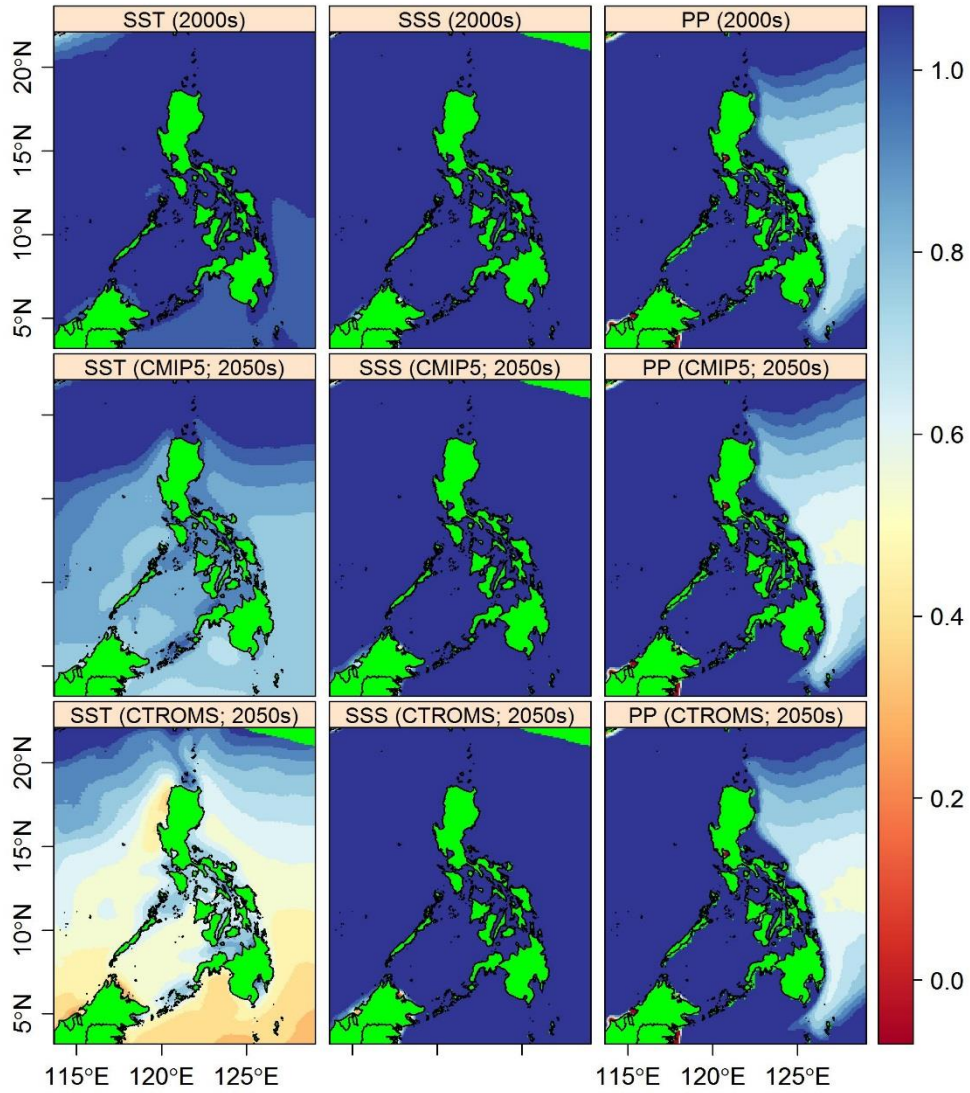 SST (2000s)
SSS (2000s)
PP (2000s)
20°N
15°N
10°N
5°N
SST (CMIP5; 2050s)
SSS (CMIP5; 2050s)
PP (CMIP5; 2050s)
SST (CTROMS; 2050s)
SSS (CTROMS; 2050s)
PP (CTROMS; 2050s)
20°N
15°N
10°N
5°N
115°E 120°E 125°E
115°E 120°E 125°E
1.0
0.8
0.6
0.4
0.2
0.0